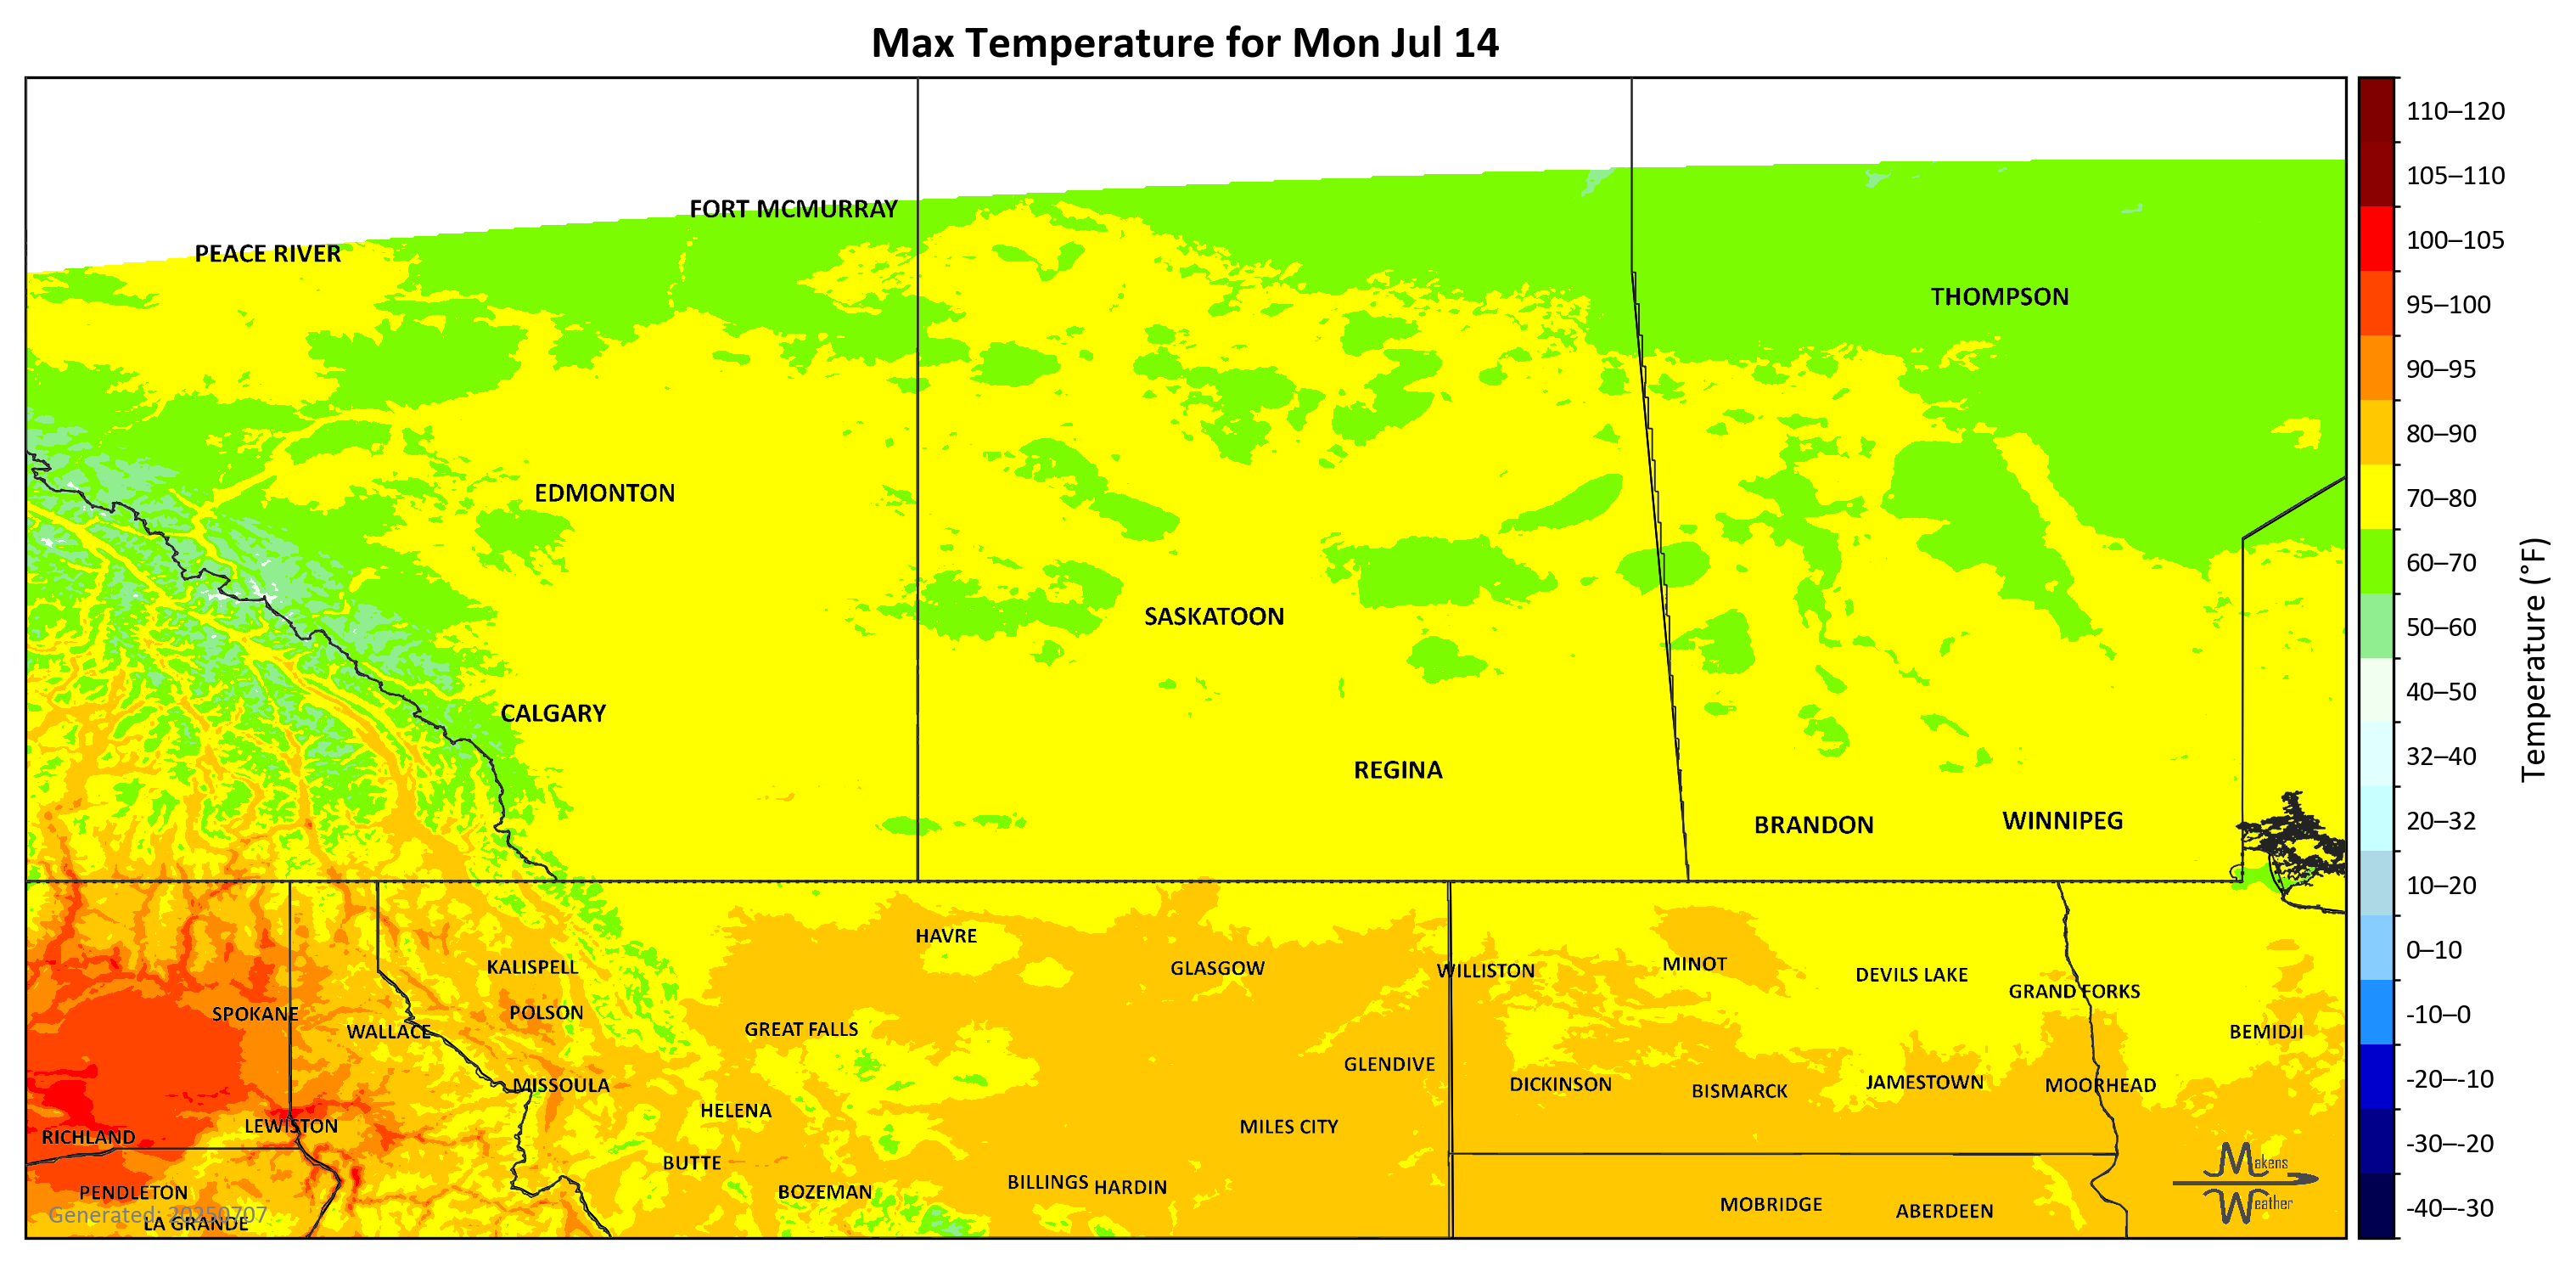 Max Temperature for Mon Jul 14
110–120
105–110
100–105
95–100
90–95
80–90
70–80
60–70
50–60
40–50
32–40
20–32
10–20
0–10
-10–0
-20–-10
-30–-20
-40–-30
Temperature (°F)
FORT MCMURRAY
PEACE RIVER
THOMPSON
EDMONTON
SASKATOON
CALGARY
REGINA
BRANDON
WINNIPEG
HAVRE
KALISPELL
GLASGOW
WILLISTON
MINOT
DEVILS LAKE
GRAND FORKS
SPOKANE
POLSON
WALLACE
GREAT FALLS
BEMIDJI
GLENDIVE
MISSOULA
DICKINSON
BISMARCK
JAMESTOWN
MOORHEAD
HELENA
LEWISTON
MILES CITY
RICHLAND
BUTTE
BILLINGS
HARDIN
BOZEMAN
PENDLETON
MOBRIDGE
ABERDEEN
LA GRANDE
Generated: 20250707
Makens
Weather